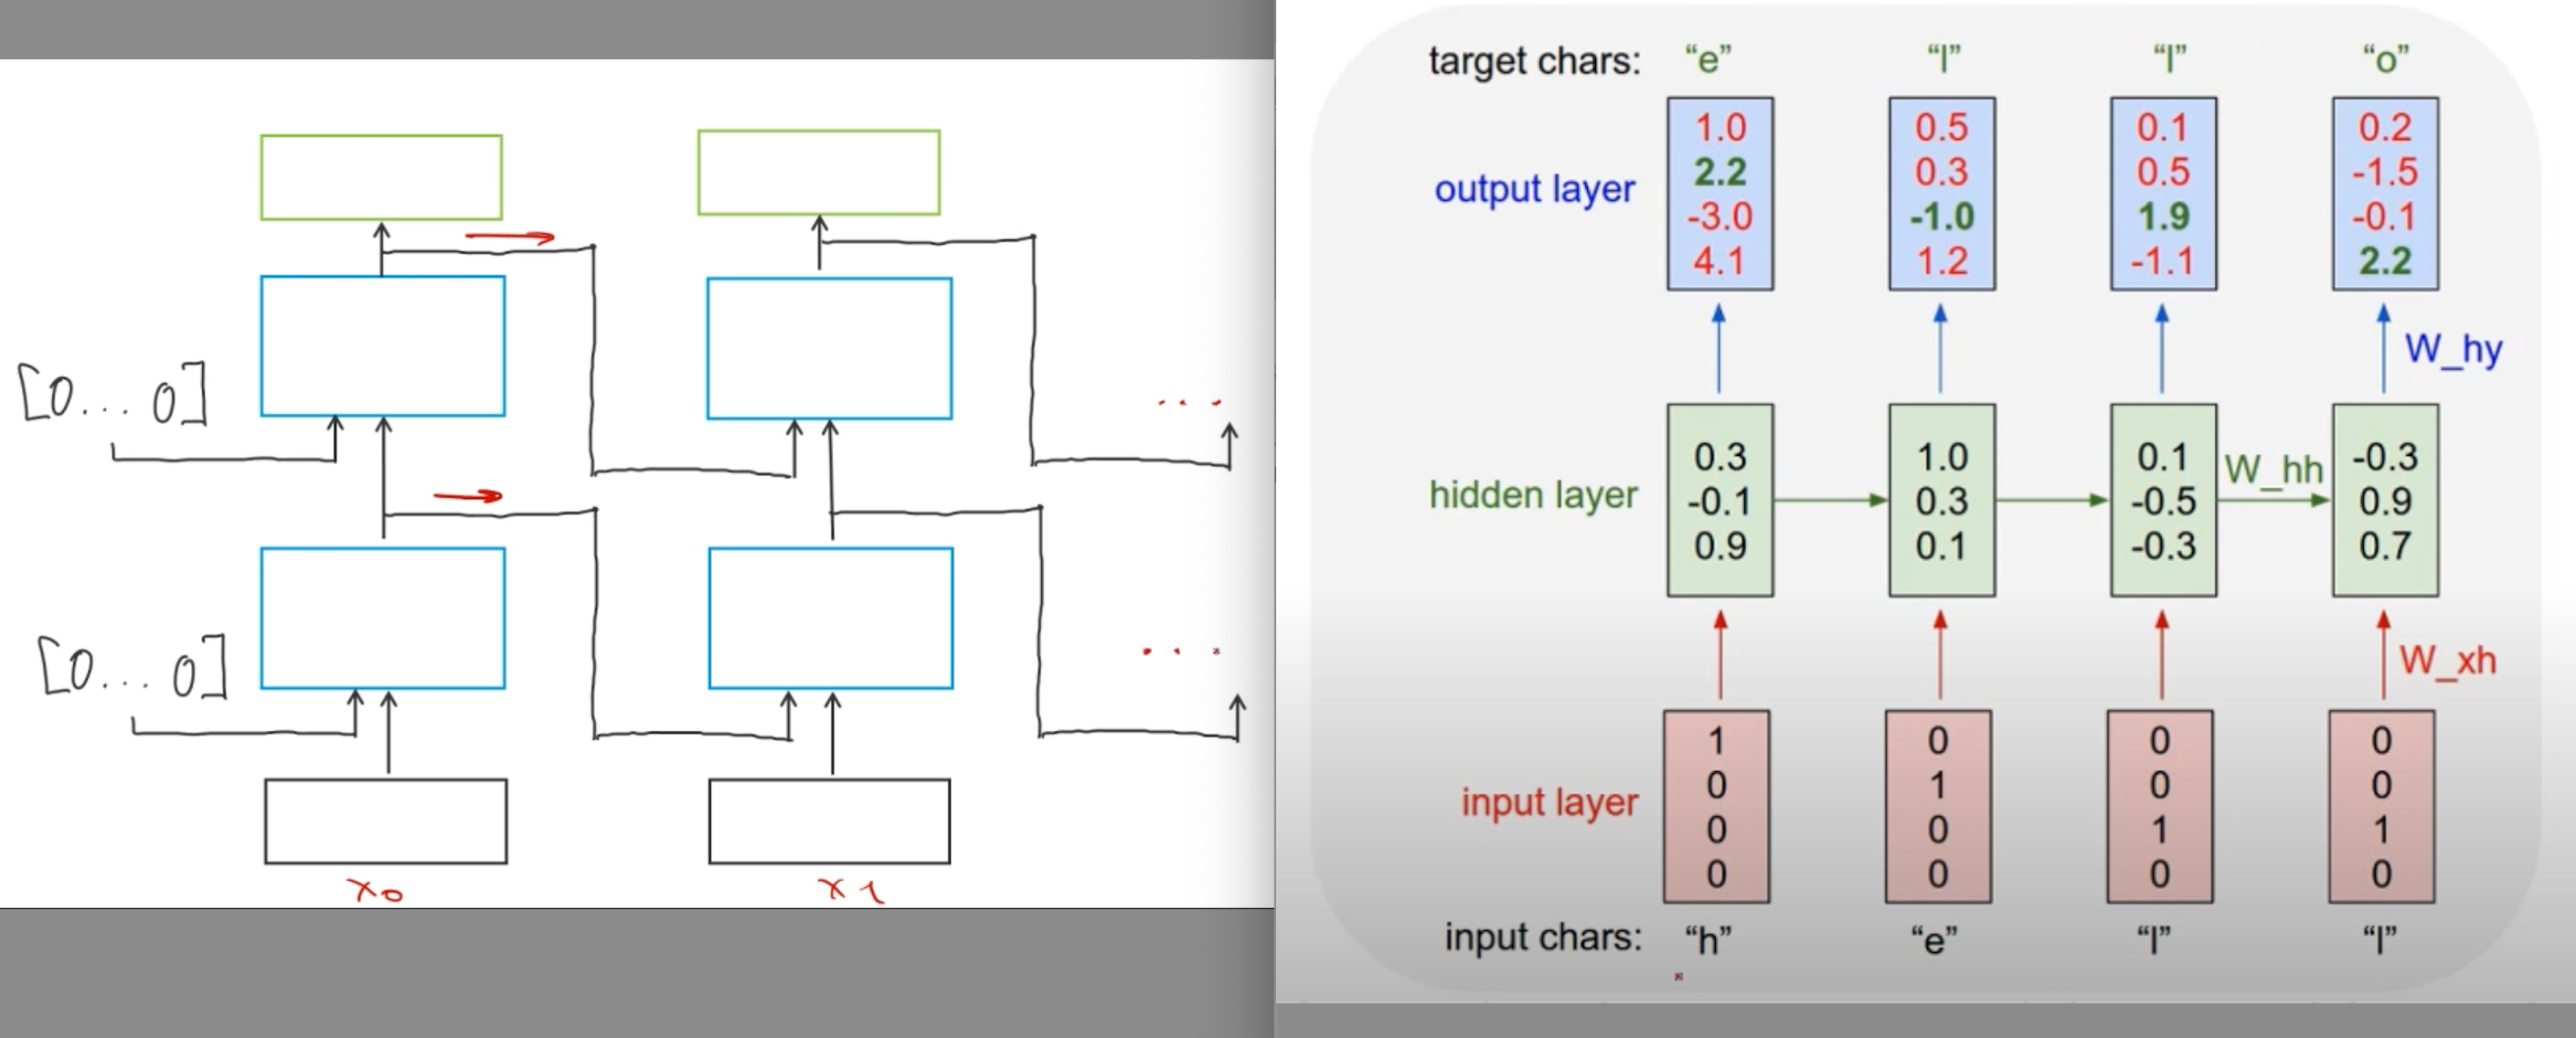 [0... 0]
[0... 0]
...
...
x0 x1
target chars: “e” “l” “l” “o”
output layer
1.0 0.5 0.1 0.2
2.2 0.3 0.5 -1.5
-3.0 -1.0 1.9 -0.1
4.1 1.2 -1.1 2.2
W_hy
hidden layer
0.3 1.0 0.1 -0.3
-0.1 0.3 -0.5 0.9
0.9 0.1 -0.3 0.7
W_hh
W_xh
input layer
1 0 0 0
0 1 0 0
0 0 1 1
0 0 0 0
input chars: “h” “e” “l” “l”